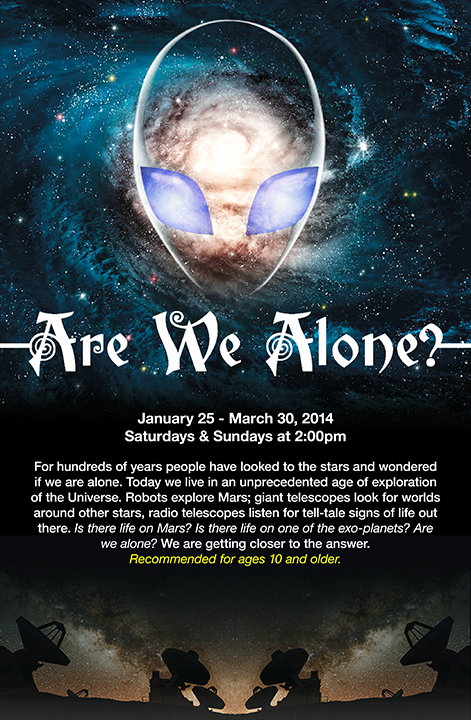 Are We Alone?
January 25 - March 30, 2014
Saturdays & Sundays at 2:00pm
For hundreds of years people have looked to the stars and wondered
if we are alone. Today we live in an unprecedented age of exploration
of the Universe. Robots explore Mars; giant telescopes look for worlds
around other stars, radio telescopes listen for tell-tale signs of life out
there. Is there life on Mars? Is there life on one of the exo-planets? Are
we alone? We are getting closer to the answer.
Recommended for ages 10 and older.